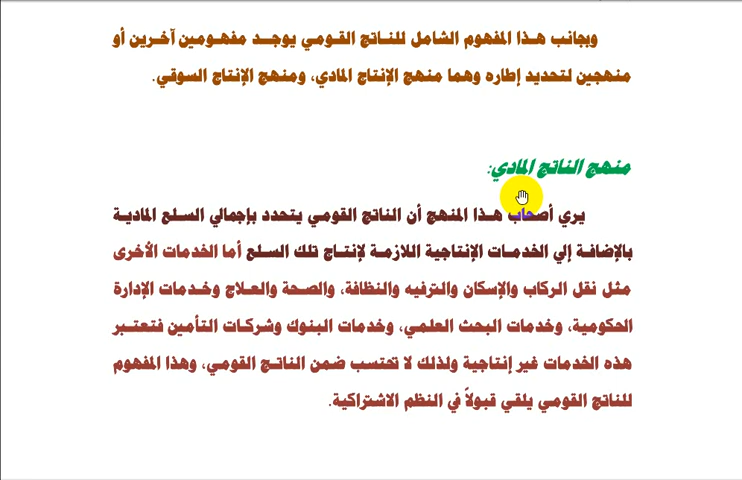 وبجانب هذا المفهوم الشامل للناتج القومي يوجد مفهومين آخرين أو
منهجين لتحديد إطاره وهما منهج الإنتاج المادي، ومنهج الإنتاج السوقي.
منهج الناتج المادي:
يري أصحاب هذا المنهج أن الناتج القومي يتحدد بإجمالي السلع المادية
بالإضافة إلي الخدمات الإنتاجية اللازمة لإنتاج تلك السلع أما الخدمات الأخرى
مثل نقل الركاب والإسكان والترفيه والنظافة، والصحة والعلاج وخدمات الإدارة
الحكومية، وخدمات البحث العلمي، وخدمات البنوك وشركات التأمين فتعتبر
هذه الخدمات غير إنتاجية ولذلك لا تحتسب ضمن الناتج القومي، وهذا المفهوم
للناتج القومي يلقي قبولاً في النظم الاشتراكية.